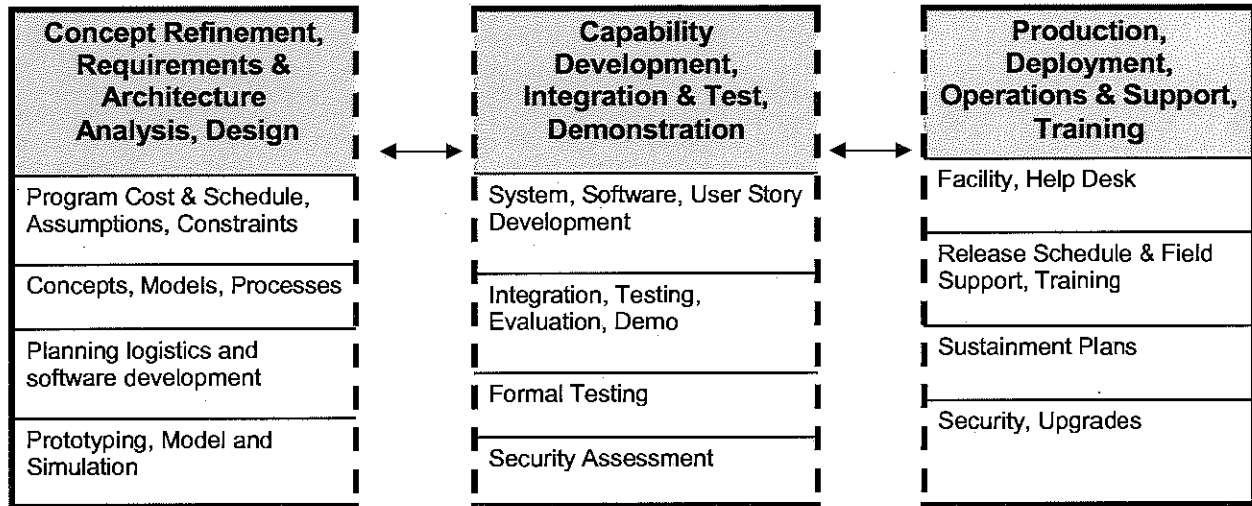 Concept Refinement,
Requirements &
Architecture
Analysis, Design
Program Cost & Schedule,
Assumptions, Constraints
Concepts, Models, Processes
Planning logistics and
software development
Prototyping, Model and
Simulation
Capability
Development,
Integration & Test,
Demonstration
System, Software, User Story
Development
Integration, Testing,
Evaluation, Demo
Formal Testing
Security Assessment
Production,
Deployment,
Operations & Support,
Training
Facility, Help Desk
Release Schedule & Field
Support, Training
Sustainment Plans
Security, Upgrades